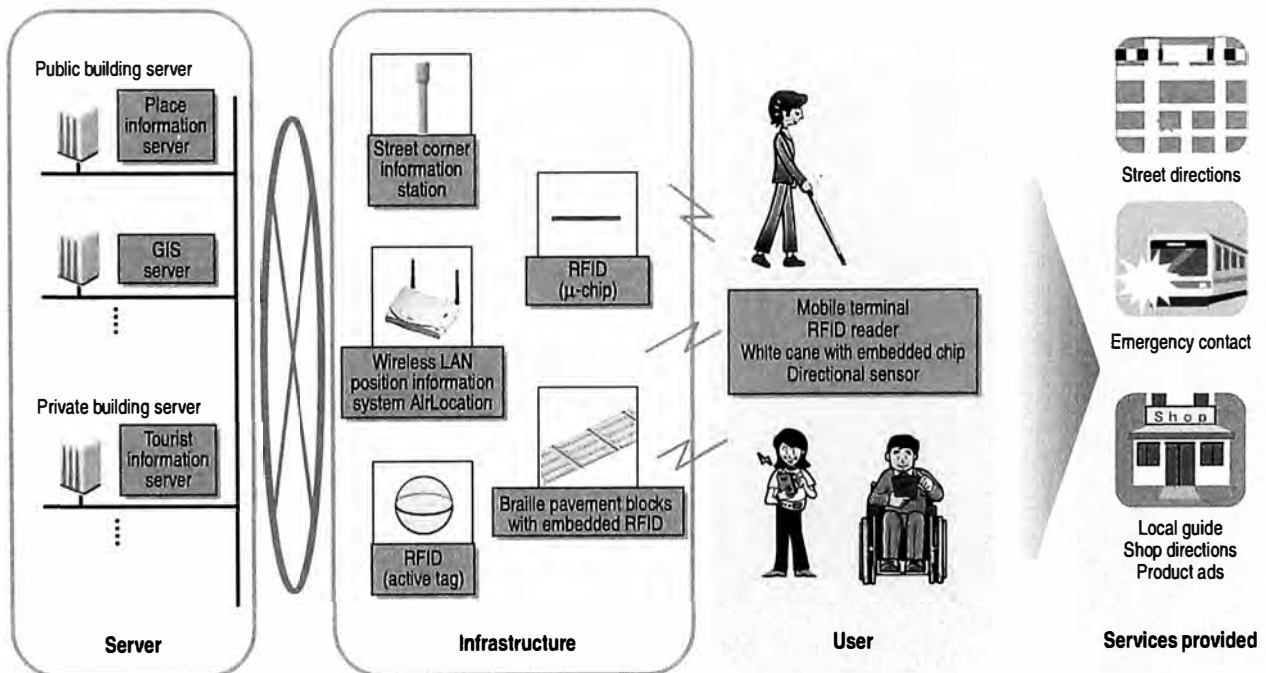 Public building server
Place
information
server
GIS
server
Private building server
Tourist
information
server
Server
Street corner
information
station
RFID
(μ-chip)
Wireless LAN
position information
system AirLocation
Braille pavement blocks
with embedded RFID
RFID
(active tag)
Infrastructure
Mobile terminal
RFID reader
White cane with embedded chip
Directional sensor
User
Street directions
Emergency contact
Shop
Local guide
Shop directions
Product ads
Services provided